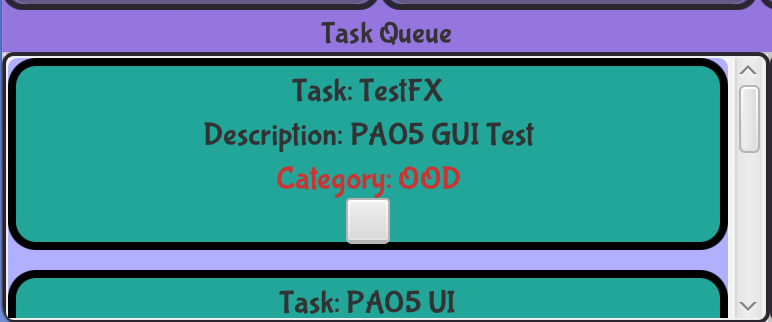 Task Queue
Task: TestFX
Description: PA05 GUI Test
Category: OOD
Task: PA05 UI